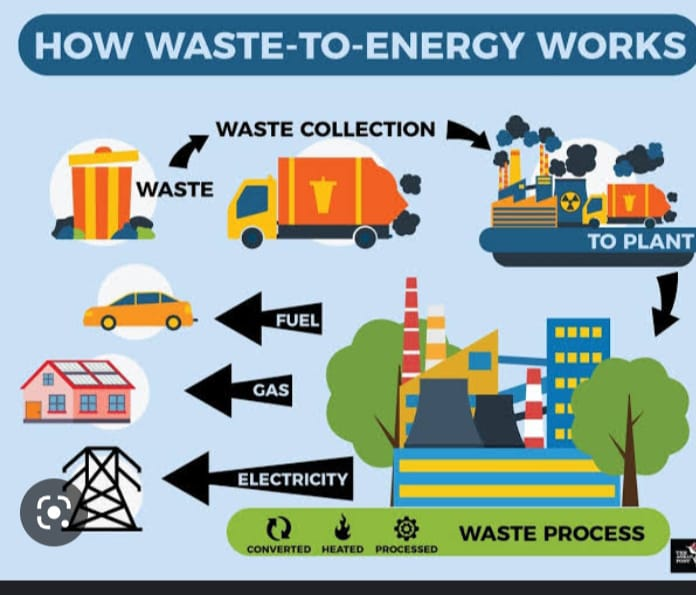 HOW WASTE-TO-ENERGY WORKS
WASTE COLLECTION
WASTE
TO PLANT
FUEL
GAS
ELECTRICITY
WASTE PROCESS
CONVERTED HEATED PROCESSED